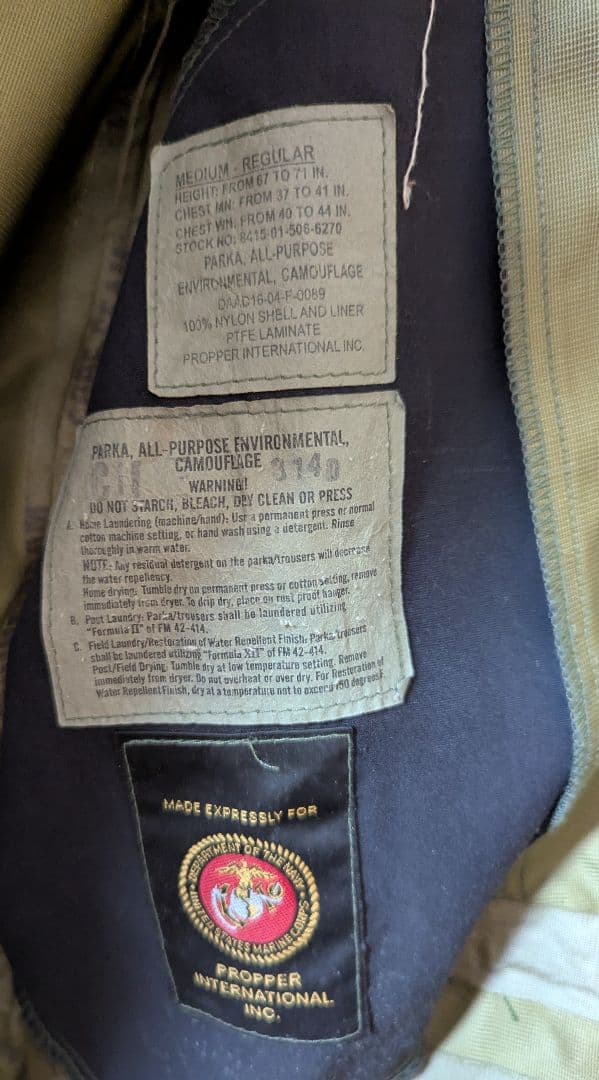 MEDIUM - REGULAR
HEIGHT: FROM 67 TO 71 IN.
CHEST MN: FROM 37 TO 41 IN.
CHEST WN. FROM 40 TO 44 IN.
STOCK NO: 8415-01-506-6270
PARKA, ALL-PURPOSE
ENVIRONMENTAL, CAMOUFLAGE
DAAD16-04-F-0089
100% NYLON SHELL AND LINER
PTFE LAMINATE
PROPPER INTERNATIONAL INC.
PARKA, ALL-PURPOSE ENVIRONMENTAL,
CAMOUFLAGE
WARNING!
DO NOT STARCH, BLEACH, DRY CLEAN OR PRESS
A. Home Laundering (machine/hand): Use a permanent press or normal
cotton machine setting, or hand wash using a detergent. Rinse
thoroughly in warm water.
NOTE: Any residual detergent on the parka/trousers will decrease
the water repellency.
Home drying: Tumble dry on permanent press or cotton setting, remove
immediately from dryer. To drip dry, place on rust proof hanger.
B. Post Laundry: Parka/trousers shall be laundered utilizing
"Formula II" of FM 42-414.
C. Field Laundry/Restoration of Water Repellent Finish: Parka/trousers
shall be laundered utilizing "Formula XII" of FM 42-414.
Post/Field Drying: Tumble dry at low temperature setting. Remove
immediately from dryer. Do not overheat or over dry. For Restoration of
Water Repellent Finish, dry at a temperature not to exceed 150 degrees F.
MADE EXPRESSLY FOR
DEPARTMENT OF THE NAVY
UNITED STATES MARINE CORPS
PROPPER
INTERNATIONAL
INC.